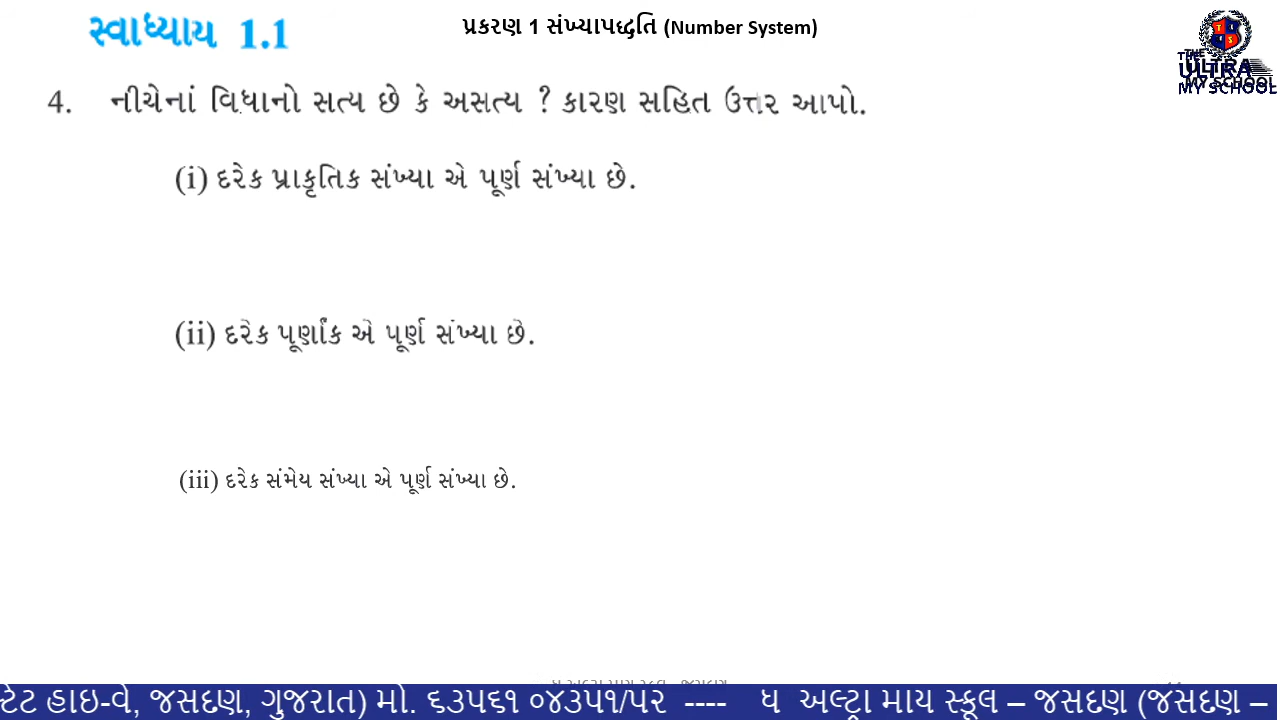 સ્વાધ્યાય 1.1
પ્રકરણ 1 સંખ્યાપદ્ધતિ (Number System)
THE
ULTRA
MY SCHOOL
4. નીચેનાં વિધાનો સત્ય છે કે અસત્ય ? કારણ સહિત ઉત્તર આપો.
(i) દરેક પ્રાકૃતિક સંખ્યા એ પૂર્ણ સંખ્યા છે.
(ii) દરેક પૂર્ણાંક એ પૂર્ણ સંખ્યા છે.
(iii) દરેક સંમેય સંખ્યા એ પૂર્ણ સંખ્યા છે.
સ્ટેટ હાઇ-વે, જસદણ, ગુજરાત) મો. ૬૩૫૬૧ ૦૪૩૫૧/૫૨ ---- ધ અલ્ટ્રા માય સ્કૂલ – જસદણ (જસદણ –